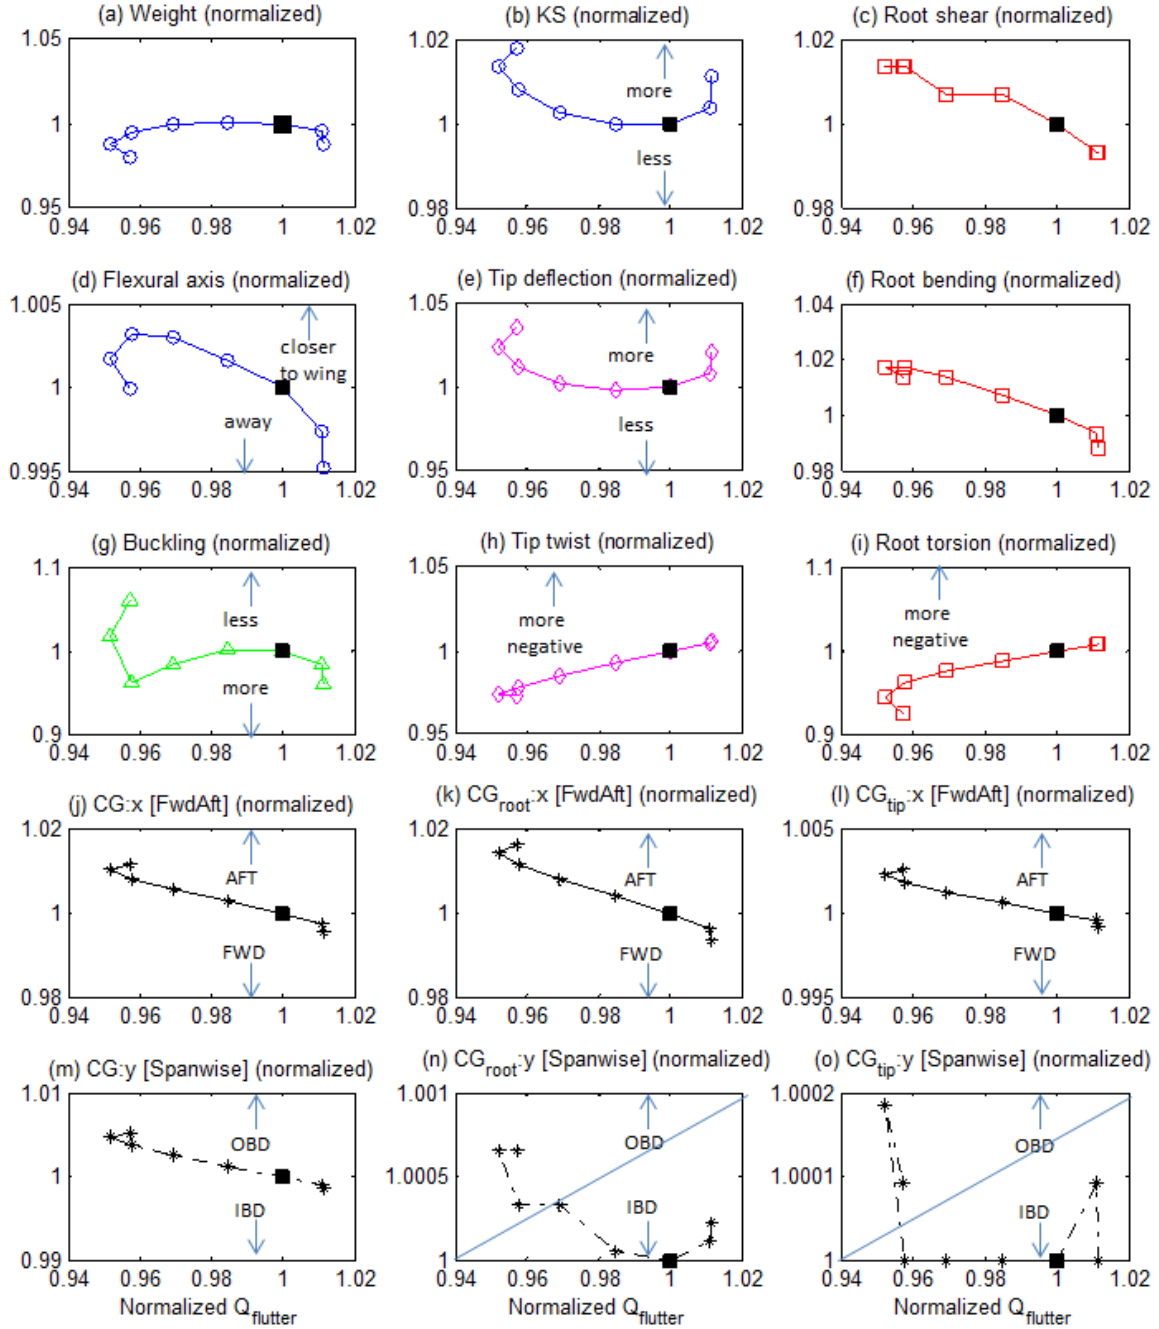 (a) Weight (normalized)
(b) KS (normalized)
(c) Root shear (normalized)
1.05
1
0.95
0.94 0.96 0.98 1 1.02
1.02
more
1
less
0.98
0.94 0.96 0.98 1 1.02
1.02
1
0.98
0.94 0.96 0.98 1 1.02
(d) Flexural axis (normalized)
(e) Tip deflection (normalized)
(f) Root bending (normalized)
1.005
closer
to wing
1
away
0.995
0.94 0.96 0.98 1 1.02
1.05
more
1
less
0.95
0.94 0.96 0.98 1 1.02
1.04
1.02
1
0.98
0.94 0.96 0.98 1 1.02
(g) Buckling (normalized)
(h) Tip twist (normalized)
(i) Root torsion (normalized)
1.1
less
1
more
0.9
0.94 0.96 0.98 1 1.02
1.05
more
negative
1
0.95
0.94 0.96 0.98 1 1.02
1.1
more
negative
1
0.9
0.94 0.96 0.98 1 1.02
(j) CG:x [FwdAft] (normalized)
(k) CGroot:x [FwdAft] (normalized)
(l) CGtip:x [FwdAft] (normalized)
1.02
AFT
1
FWD
0.98
0.94 0.96 0.98 1 1.02
1.02
AFT
1
FWD
0.98
0.94 0.96 0.98 1 1.02
1.005
AFT
1
FWD
0.995
0.94 0.96 0.98 1 1.02
(m) CG:y [Spanwise] (normalized)
(n) CGroot:y [Spanwise] (normalized)
(o) CGtip:y [Spanwise] (normalized)
1.01
OBD
1
IBD
0.99
0.94 0.96 0.98 1 1.02
Normalized Qflutter
1.001
OBD
1.0005
IBD
1
0.94 0.96 0.98 1 1.02
Normalized Qflutter
1.0002
OBD
1.0001
IBD
1
0.94 0.96 0.98 1 1.02
Normalized Qflutter